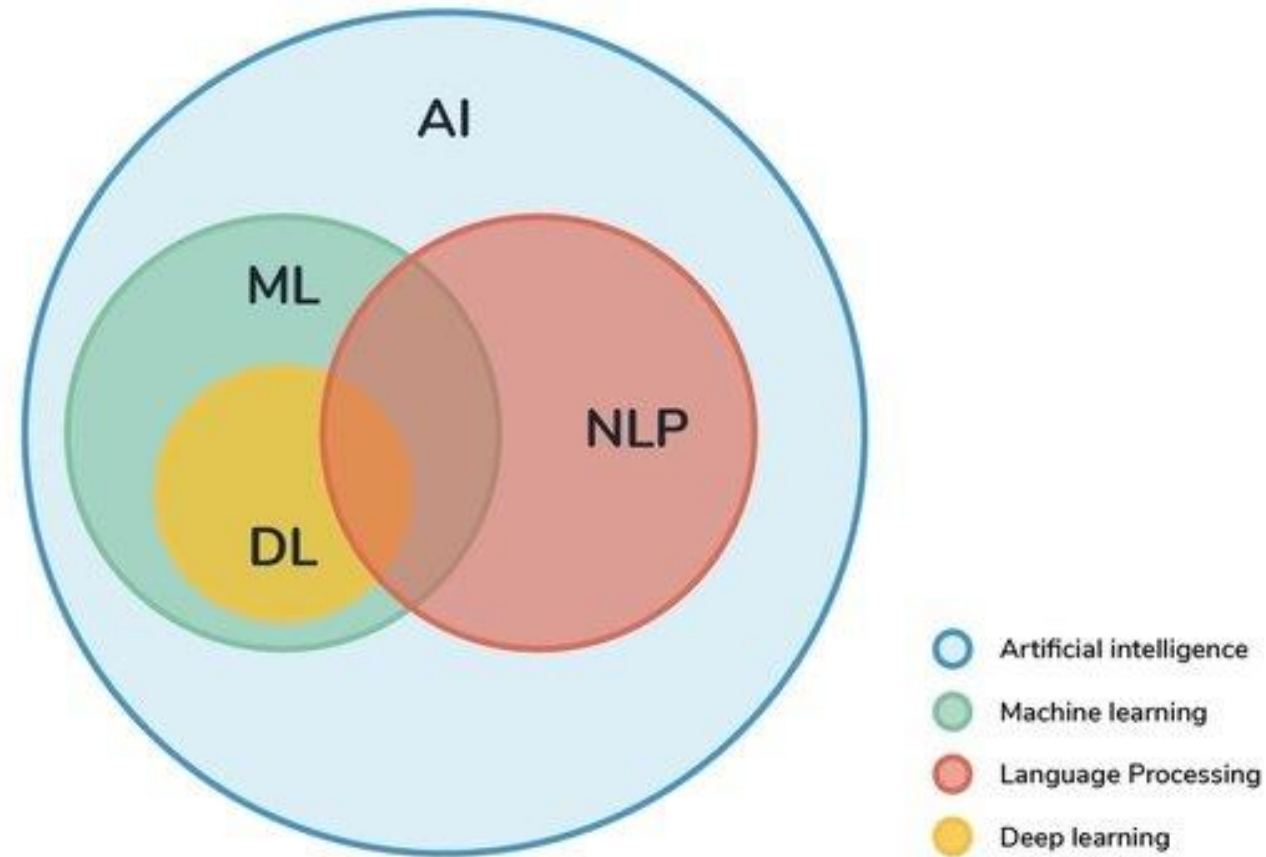 AI
ML
NLP
DL
Artificial intelligence
Machine learning
Language Processing
Deep learning